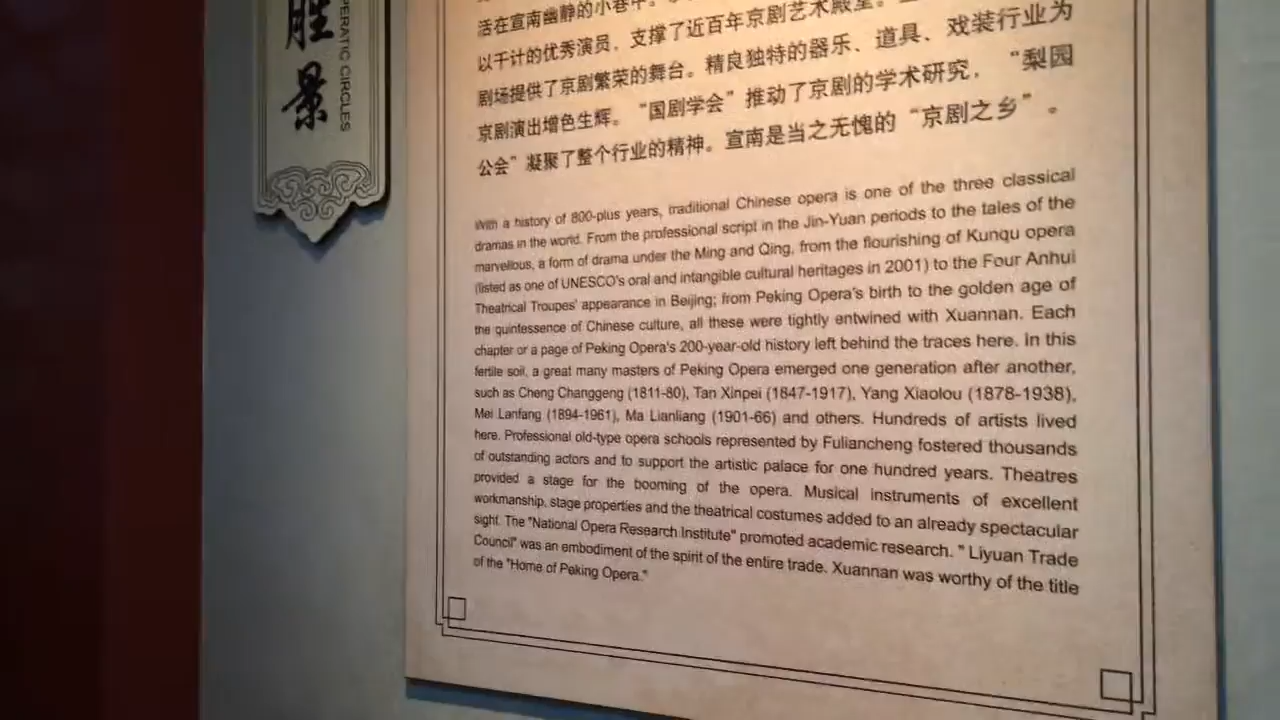 胜景
PERATIC CIRCLES
活在宣南幽静的小巷中。
以千计的优秀演员，支撑了近百年京剧艺术殿堂。
剧场提供了京剧繁荣的舞台。精良独特的器乐、道具、戏装行业为
京剧演出增色生辉。“国剧学会”推动了京剧的学术研究，“梨园
公会”凝聚了整个行业的精神。宣南是当之无愧的“京剧之乡”。
With a history of 800-plus years, traditional Chinese opera is one of the three classical
dramas in the world. From the professional script in the Jin-Yuan periods to the tales of the
marvellous, a form of drama under the Ming and Qing, from the flourishing of Kunqu opera
(listed as one of UNESCO's oral and intangible cultural heritages in 2001) to the Four Anhui
Theatrical Troupes' appearance in Beijing; from Peking Opera's birth to the golden age of
the quintessence of Chinese culture, all these were tightly entwined with Xuannan. Each
chapter or a page of Peking Opera's 200-year-old history left behind the traces here. In this
fertile soil, a great many masters of Peking Opera emerged one generation after another,
such as Cheng Changgeng (1811-80), Tan Xinpei (1847-1917), Yang Xiaolou (1878-1938),
Mei Lanfang (1894-1961), Ma Lianliang (1901-66) and others. Hundreds of artists lived
here. Professional old-type opera schools represented by Fuliancheng fostered thousands
of outstanding actors and to support the artistic palace for one hundred years. Theatres
provided a stage for the booming of the opera. Musical instruments of excellent
workmanship, stage properties and the theatrical costumes added to an already spectacular
sight. The "National Opera Research Institute" promoted academic research. " Liyuan Trade
Council" was an embodiment of the spirit of the entire trade. Xuannan was worthy of the title
of the "Home of Peking Opera."